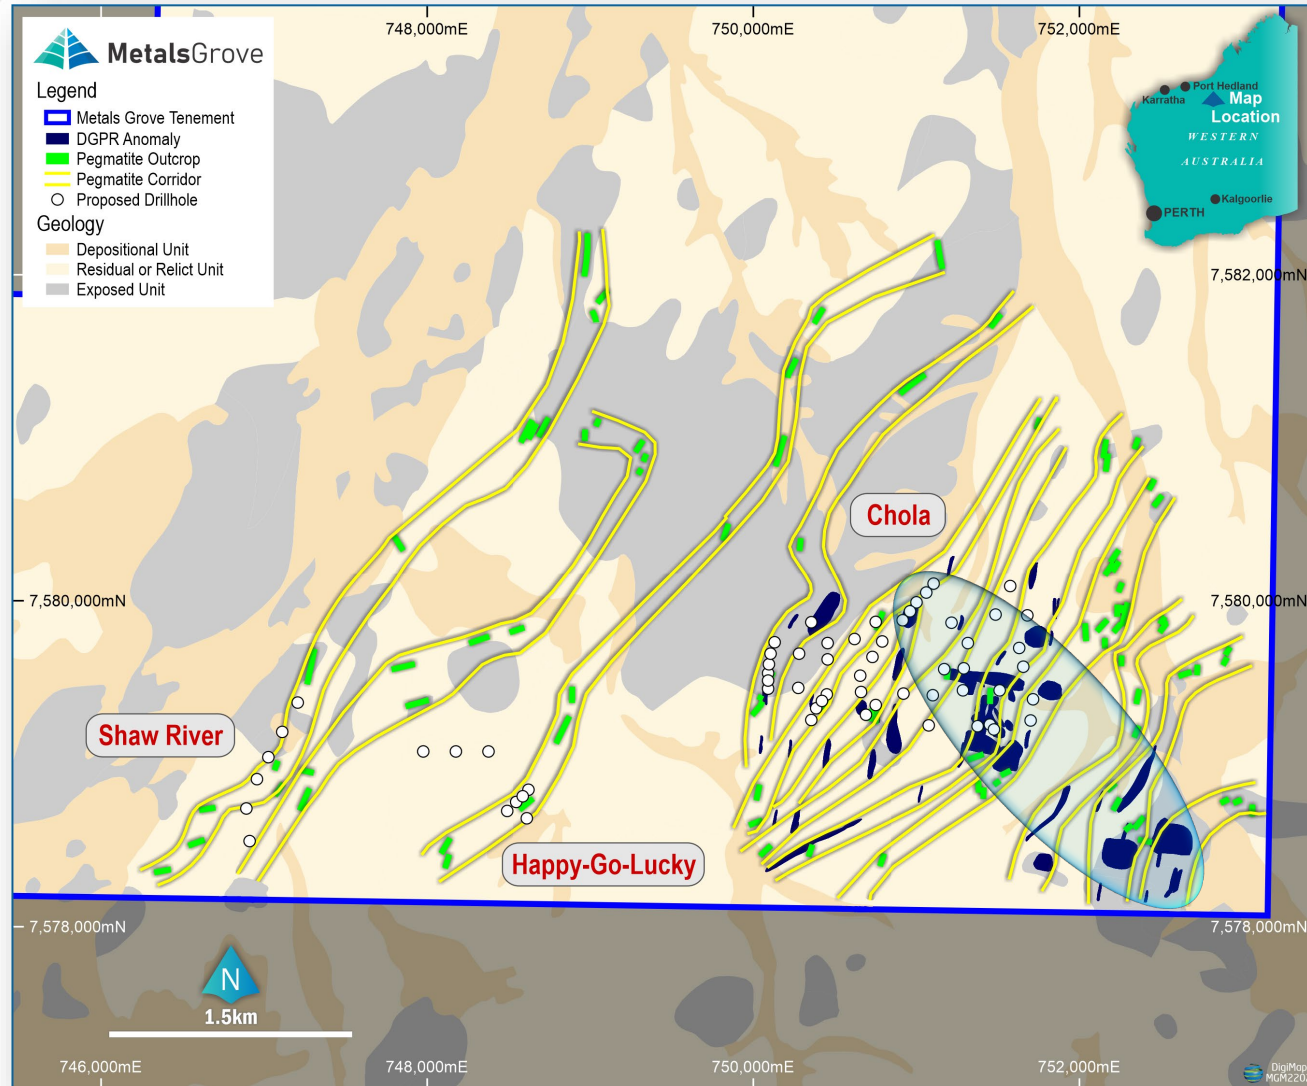 748,000mE
750,000mE
752,000mE
MetalsGrove
Legend
Metals Grove Tenement
DGPR Anomaly
Pegmatite Outcrop
Pegmatite Corridor
Proposed Drillhole
Geology
Depositional Unit
Residual or Relict Unit
Exposed Unit
Port Hedland
Karratha
Map
Location
WESTERN
AUSTRALIA
Kalgoorlie
PERTH
7,582,000mN
Chola
7,580,000mN
7,580,000mN
Shaw River
Happy-Go-Lucky
7,578,000mN
7,578,000mN
N
1.5km
746,000mE
748,000mE
750,000mE
752,000mE
DigiMap